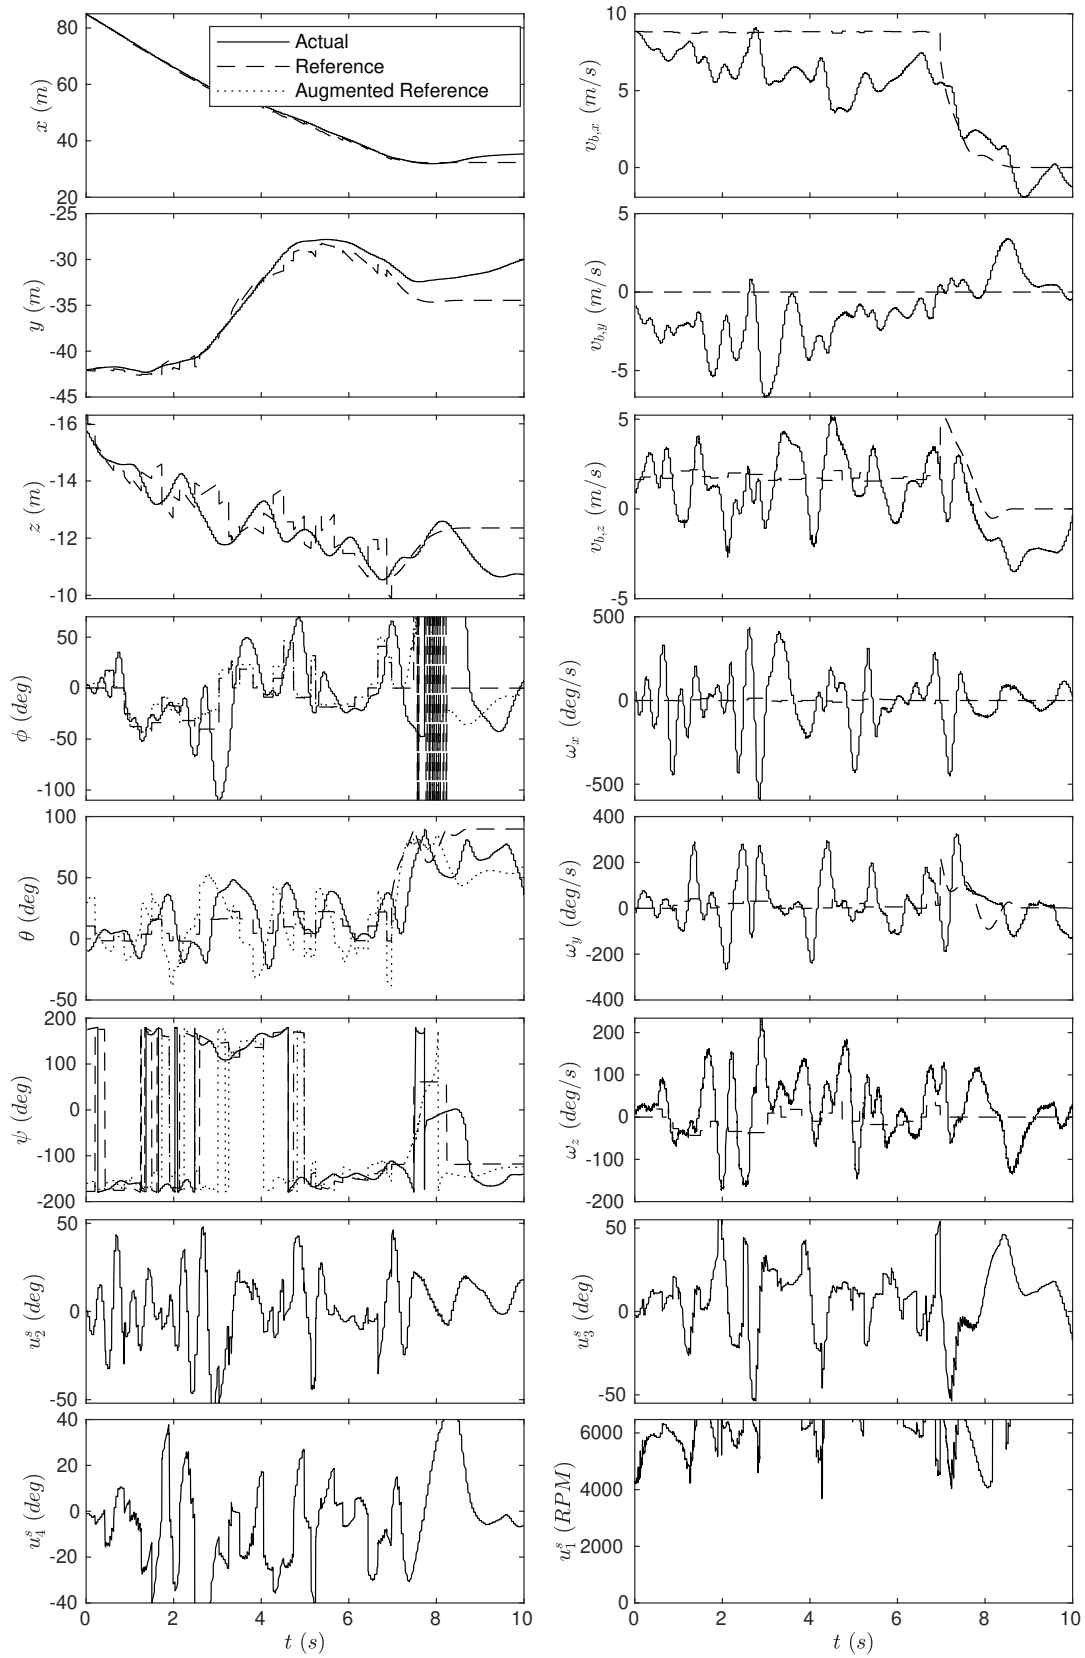 80
60
40
20
x (m)
Actual
Reference
Augmented Reference
10
5
0
v_{b,x} (m/s)
-25
-30
-35
-40
-45
y (m)
5
0
-5
v_{b,y} (m/s)
-16
-14
-12
-10
z (m)
5
0
-5
v_{b,z} (m/s)
50
0
-50
-100
ϕ (deg)
500
0
-500
ω_x (deg/s)
100
50
0
-50
θ (deg)
400
200
0
-200
-400
ω_y (deg/s)
200
100
0
-100
-200
ψ (deg)
200
100
0
-100
-200
ω_z (deg/s)
50
0
-50
u_2^s (deg)
50
0
-50
u_3^s (deg)
40
20
0
-20
-40
u_4^s (deg)
0 2 4 6 8 10
t (s)
6000
4000
2000
0
u_1^s (RPM)
0 2 4 6 8 10
t (s)